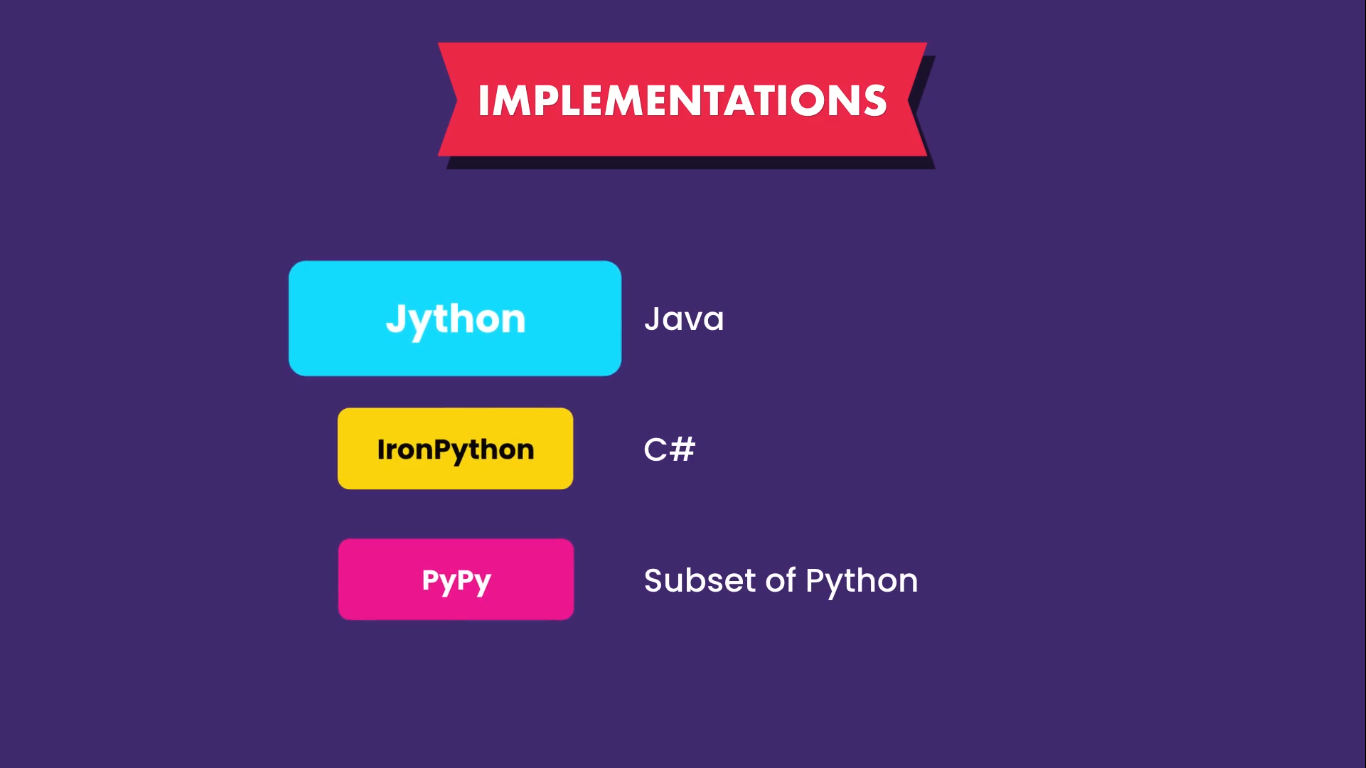 IMPLEMENTATIONS
Jython Java
IronPython C#
PyPy Subset of Python